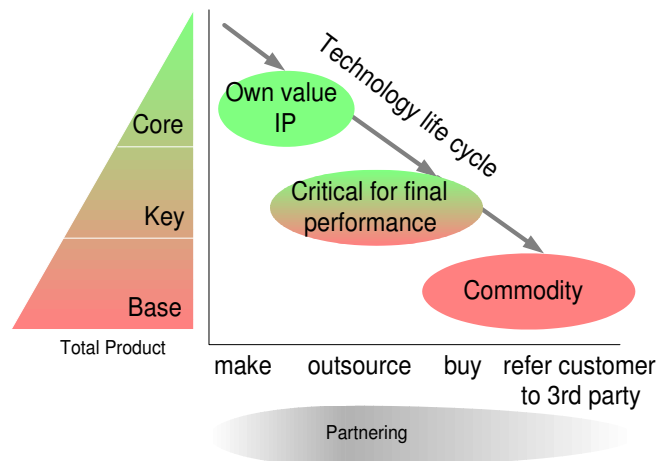 Technology life cycle
Own value
IP
Core
Critical for final
performance
Key
Commodity
Base
Total Product
make outsource buy refer customer
to 3rd party
Partnering